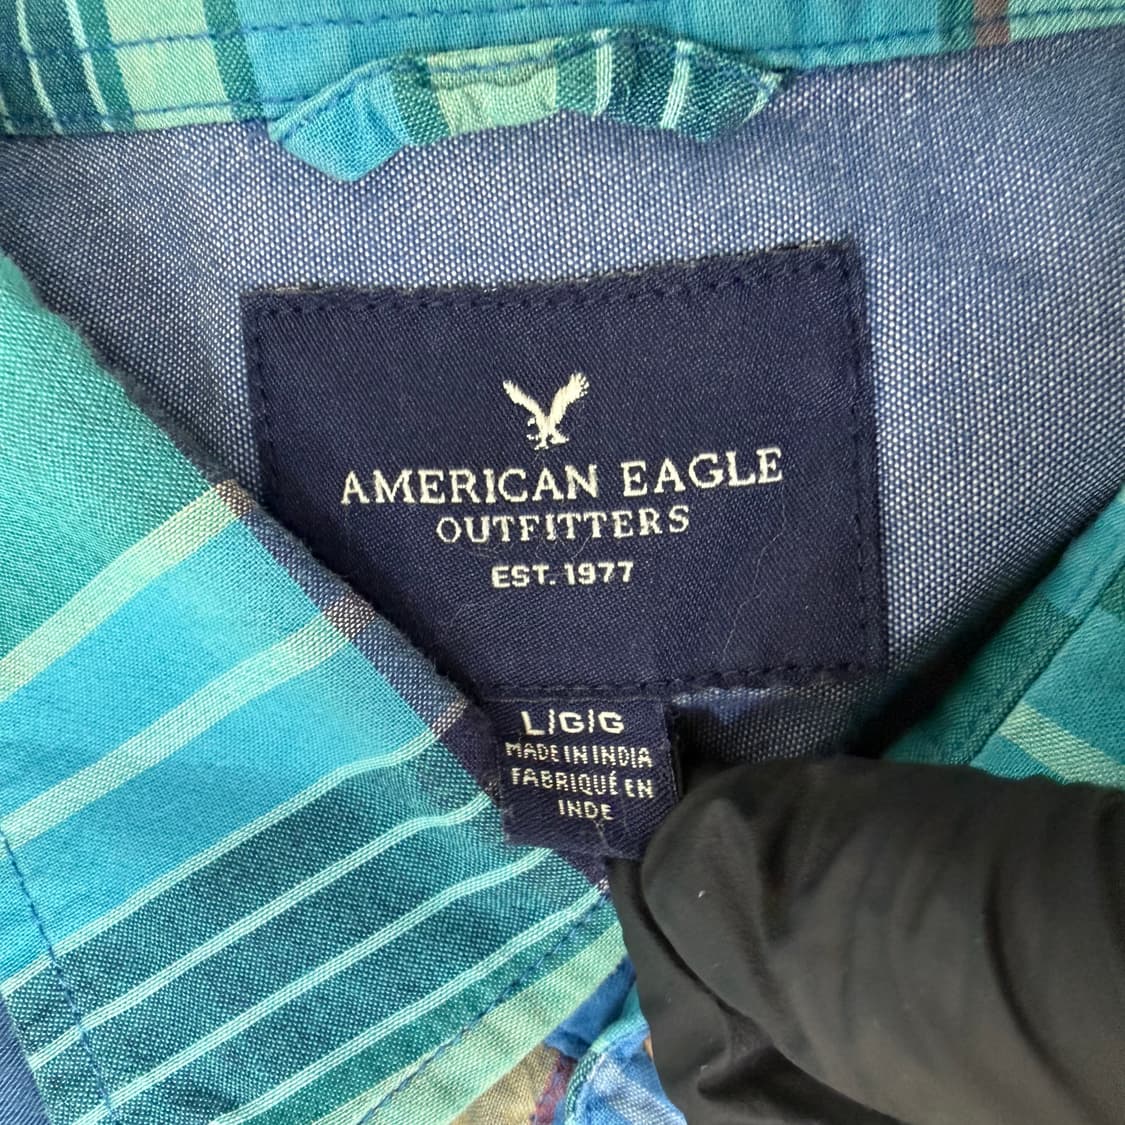 AMERICAN EAGLE
OUTFITTERS
EST. 1977
L/G/G
MADE IN INDIA
FABRIQUÉ EN
INDE